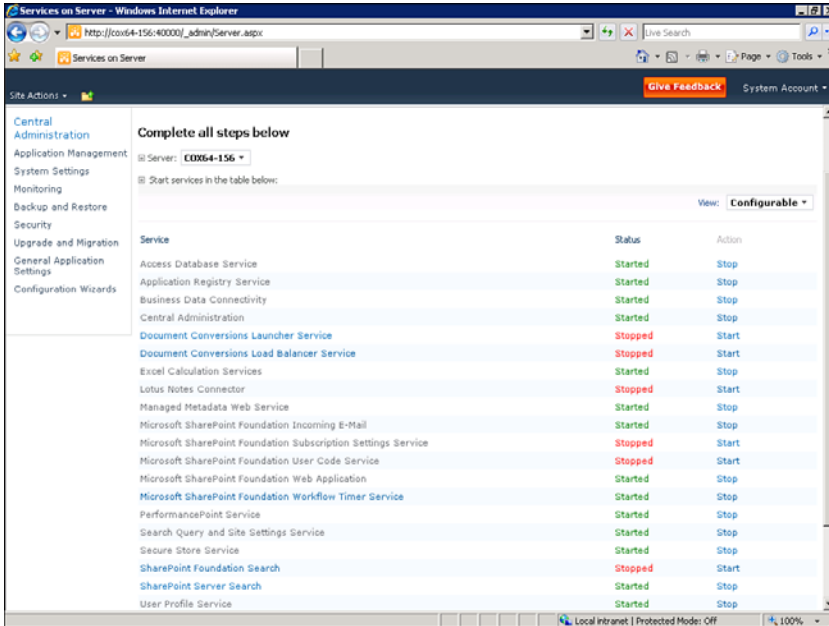 Services on Server - Windows Internet Explorer
http://cox64-156:40000/_admin/Server.aspx
Live Search
Services on Server
Page
Tools
Site Actions
Give Feedback
System Account
Central Administration
Application Management
System Settings
Monitoring
Backup and Restore
Security
Upgrade and Migration
General Application Settings
Configuration Wizards
Complete all steps below
Server: COX64-156
Start services in the table below:
View: Configurable
Service Status Action
Access Database Service Started Stop
Application Registry Service Started Stop
Business Data Connectivity Started Stop
Central Administration Started Stop
Document Conversions Launcher Service Stopped Start
Document Conversions Load Balancer Service Stopped Start
Excel Calculation Services Started Stop
Lotus Notes Connector Stopped Start
Managed Metadata Web Service Started Stop
Microsoft SharePoint Foundation Incoming E-Mail Started Stop
Microsoft SharePoint Foundation Subscription Settings Service Stopped Start
Microsoft SharePoint Foundation User Code Service Stopped Start
Microsoft SharePoint Foundation Web Application Started Stop
Microsoft SharePoint Foundation Workflow Timer Service Started Stop
PerformancePoint Service Started Stop
Search Query and Site Settings Service Started Stop
Secure Store Service Started Stop
SharePoint Foundation Search Stopped Start
SharePoint Server Search Started Stop
User Profile Service Started Stop
Local intranet | Protected Mode: Off
100%